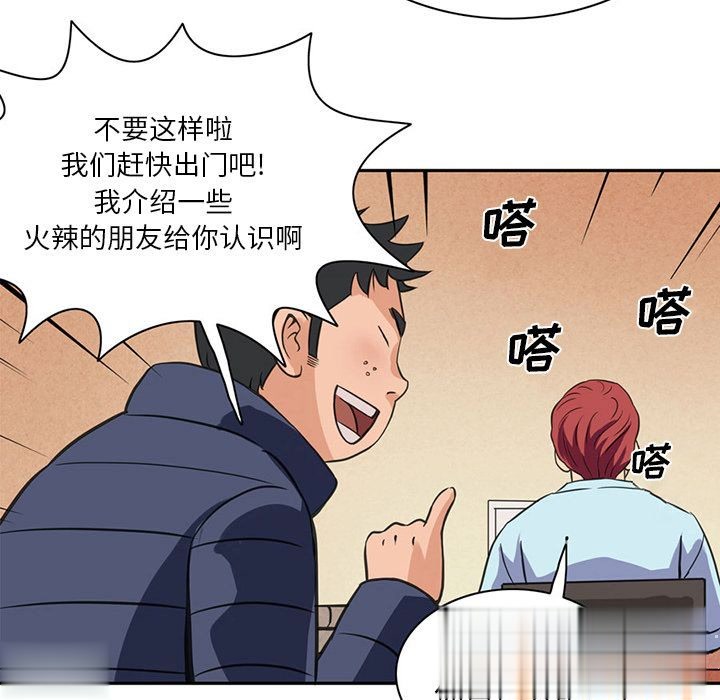 不要这样啦
我们赶快出门吧!
我介绍一些
火辣的朋友给你认识啊
嗒
嗒
嗒
嗒